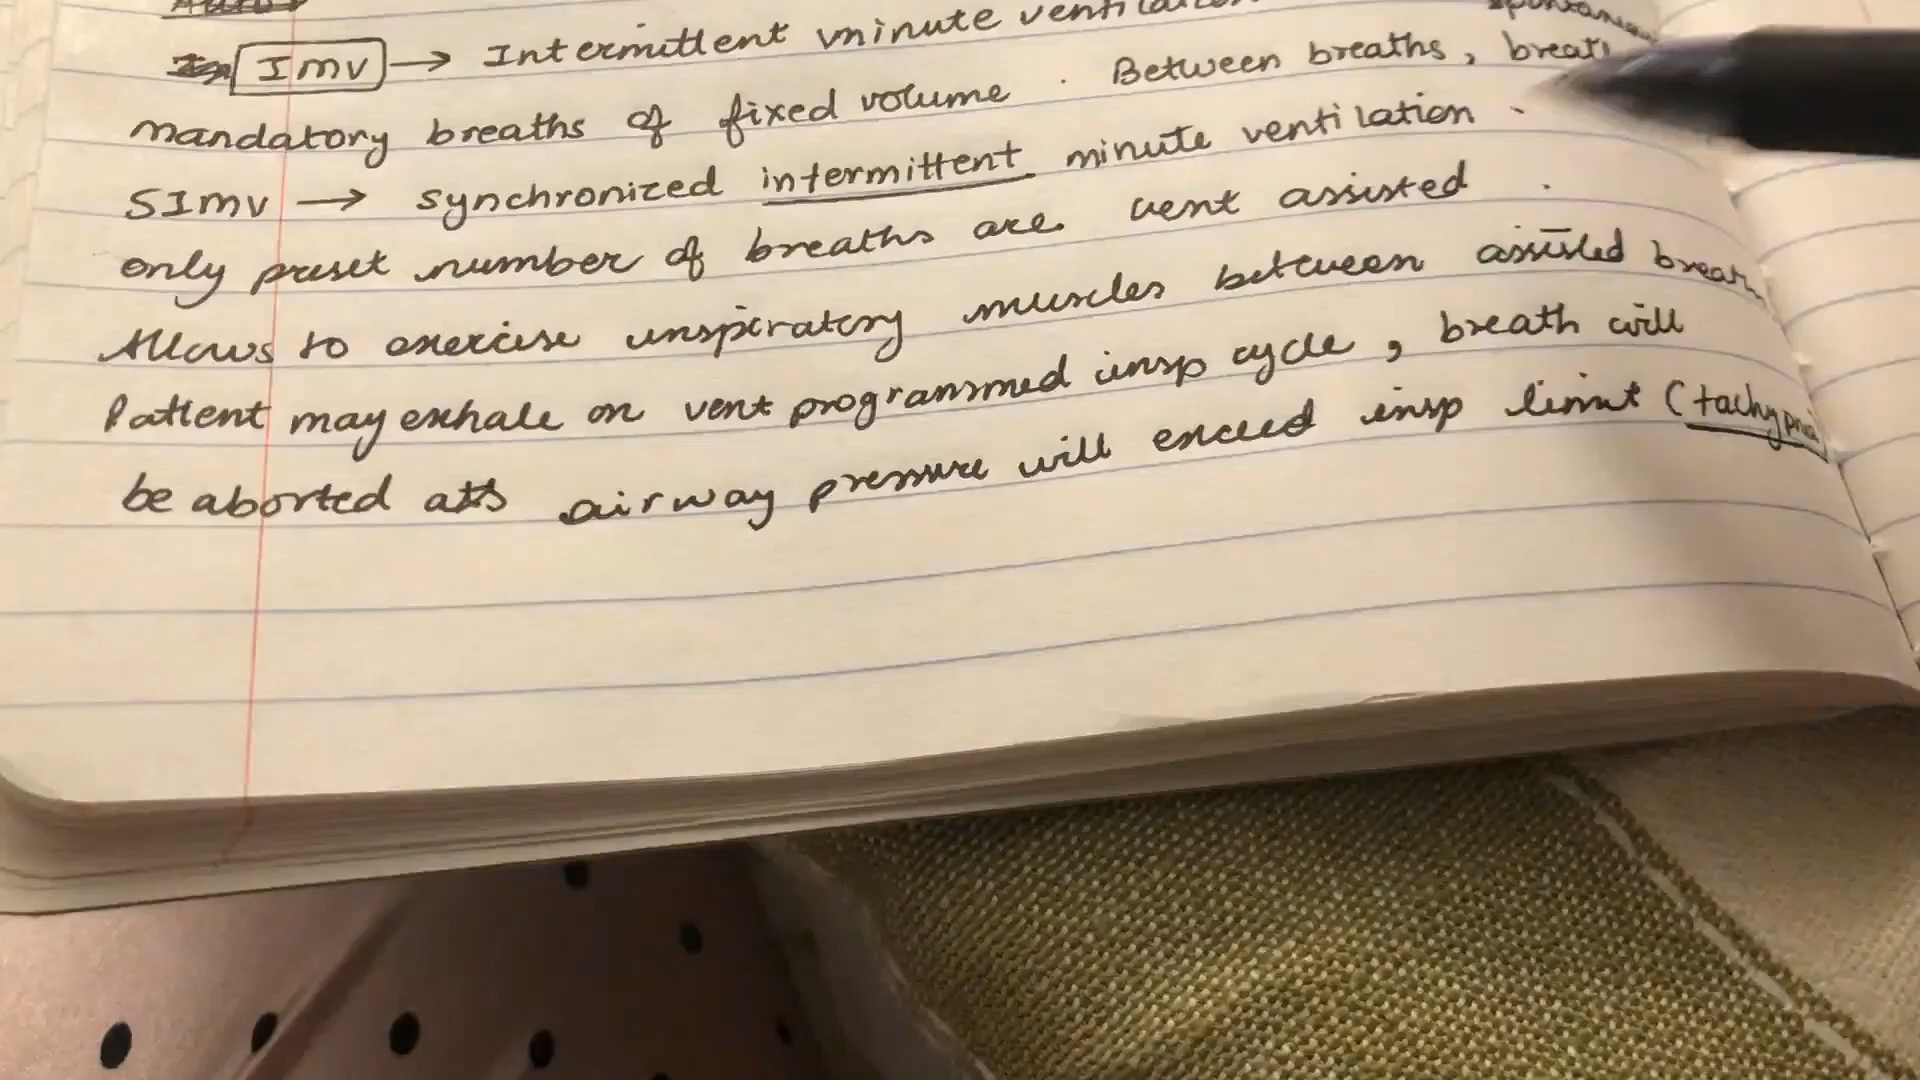 Imv → Intermittent minute
mandatory breaths of fixed volume . Between breaths,
SImv → synchronized intermittent minute ventilation
only preset number of breaths are vent assisted .
Allows to exercise inspiratory muscles between assisted
Patient may exhale on vent programmed insp cycle, breath will
be aborted as airway pressure will exceed insp limit (tachypnea